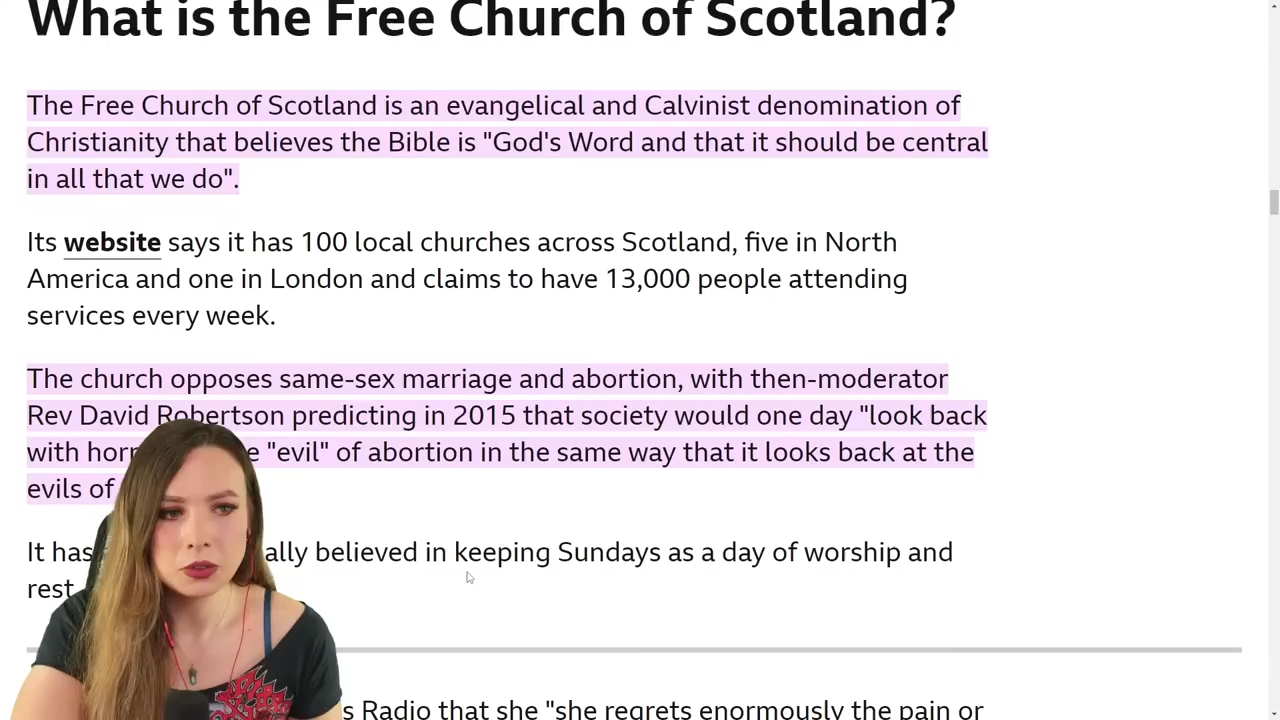 What is the Free Church of Scotland?
The Free Church of Scotland is an evangelical and Calvinist denomination of
Christianity that believes the Bible is "God's Word and that it should be central
in all that we do".
Its website says it has 100 local churches across Scotland, five in North
America and one in London and claims to have 13,000 people attending
services every week.
The church opposes same-sex marriage and abortion, with then-moderator
Rev David Robertson predicting in 2015 that society would one day "look back
with "evil" of abortion in the same way that it looks back at the
evils of
It has believed in keeping Sundays as a day of worship and
rest
Radio that she "she regrets enormously the pain or